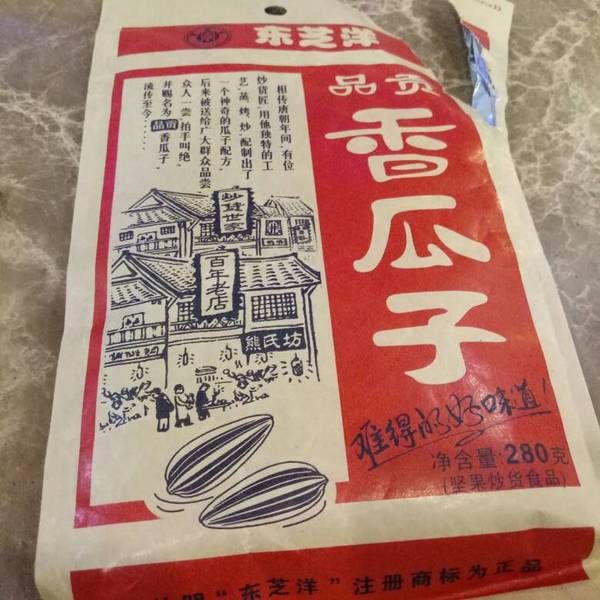 东芝洋
品贡
香瓜子
相传唐朝年间,有位
炒货匠,用他独特的工
艺,蒸、烤、炒,配制出了
一个神奇的瓜子配方,
后来被送给广大群众品尝,
众人一尝,拍手叫绝,
并赐名为品贡香瓜子,
流传至今……
炒货世家
百年老店
熊氏坊
难得的好味道!
净含量:280克
(坚果炒货食品)
“东芝洋”注册商标为正品